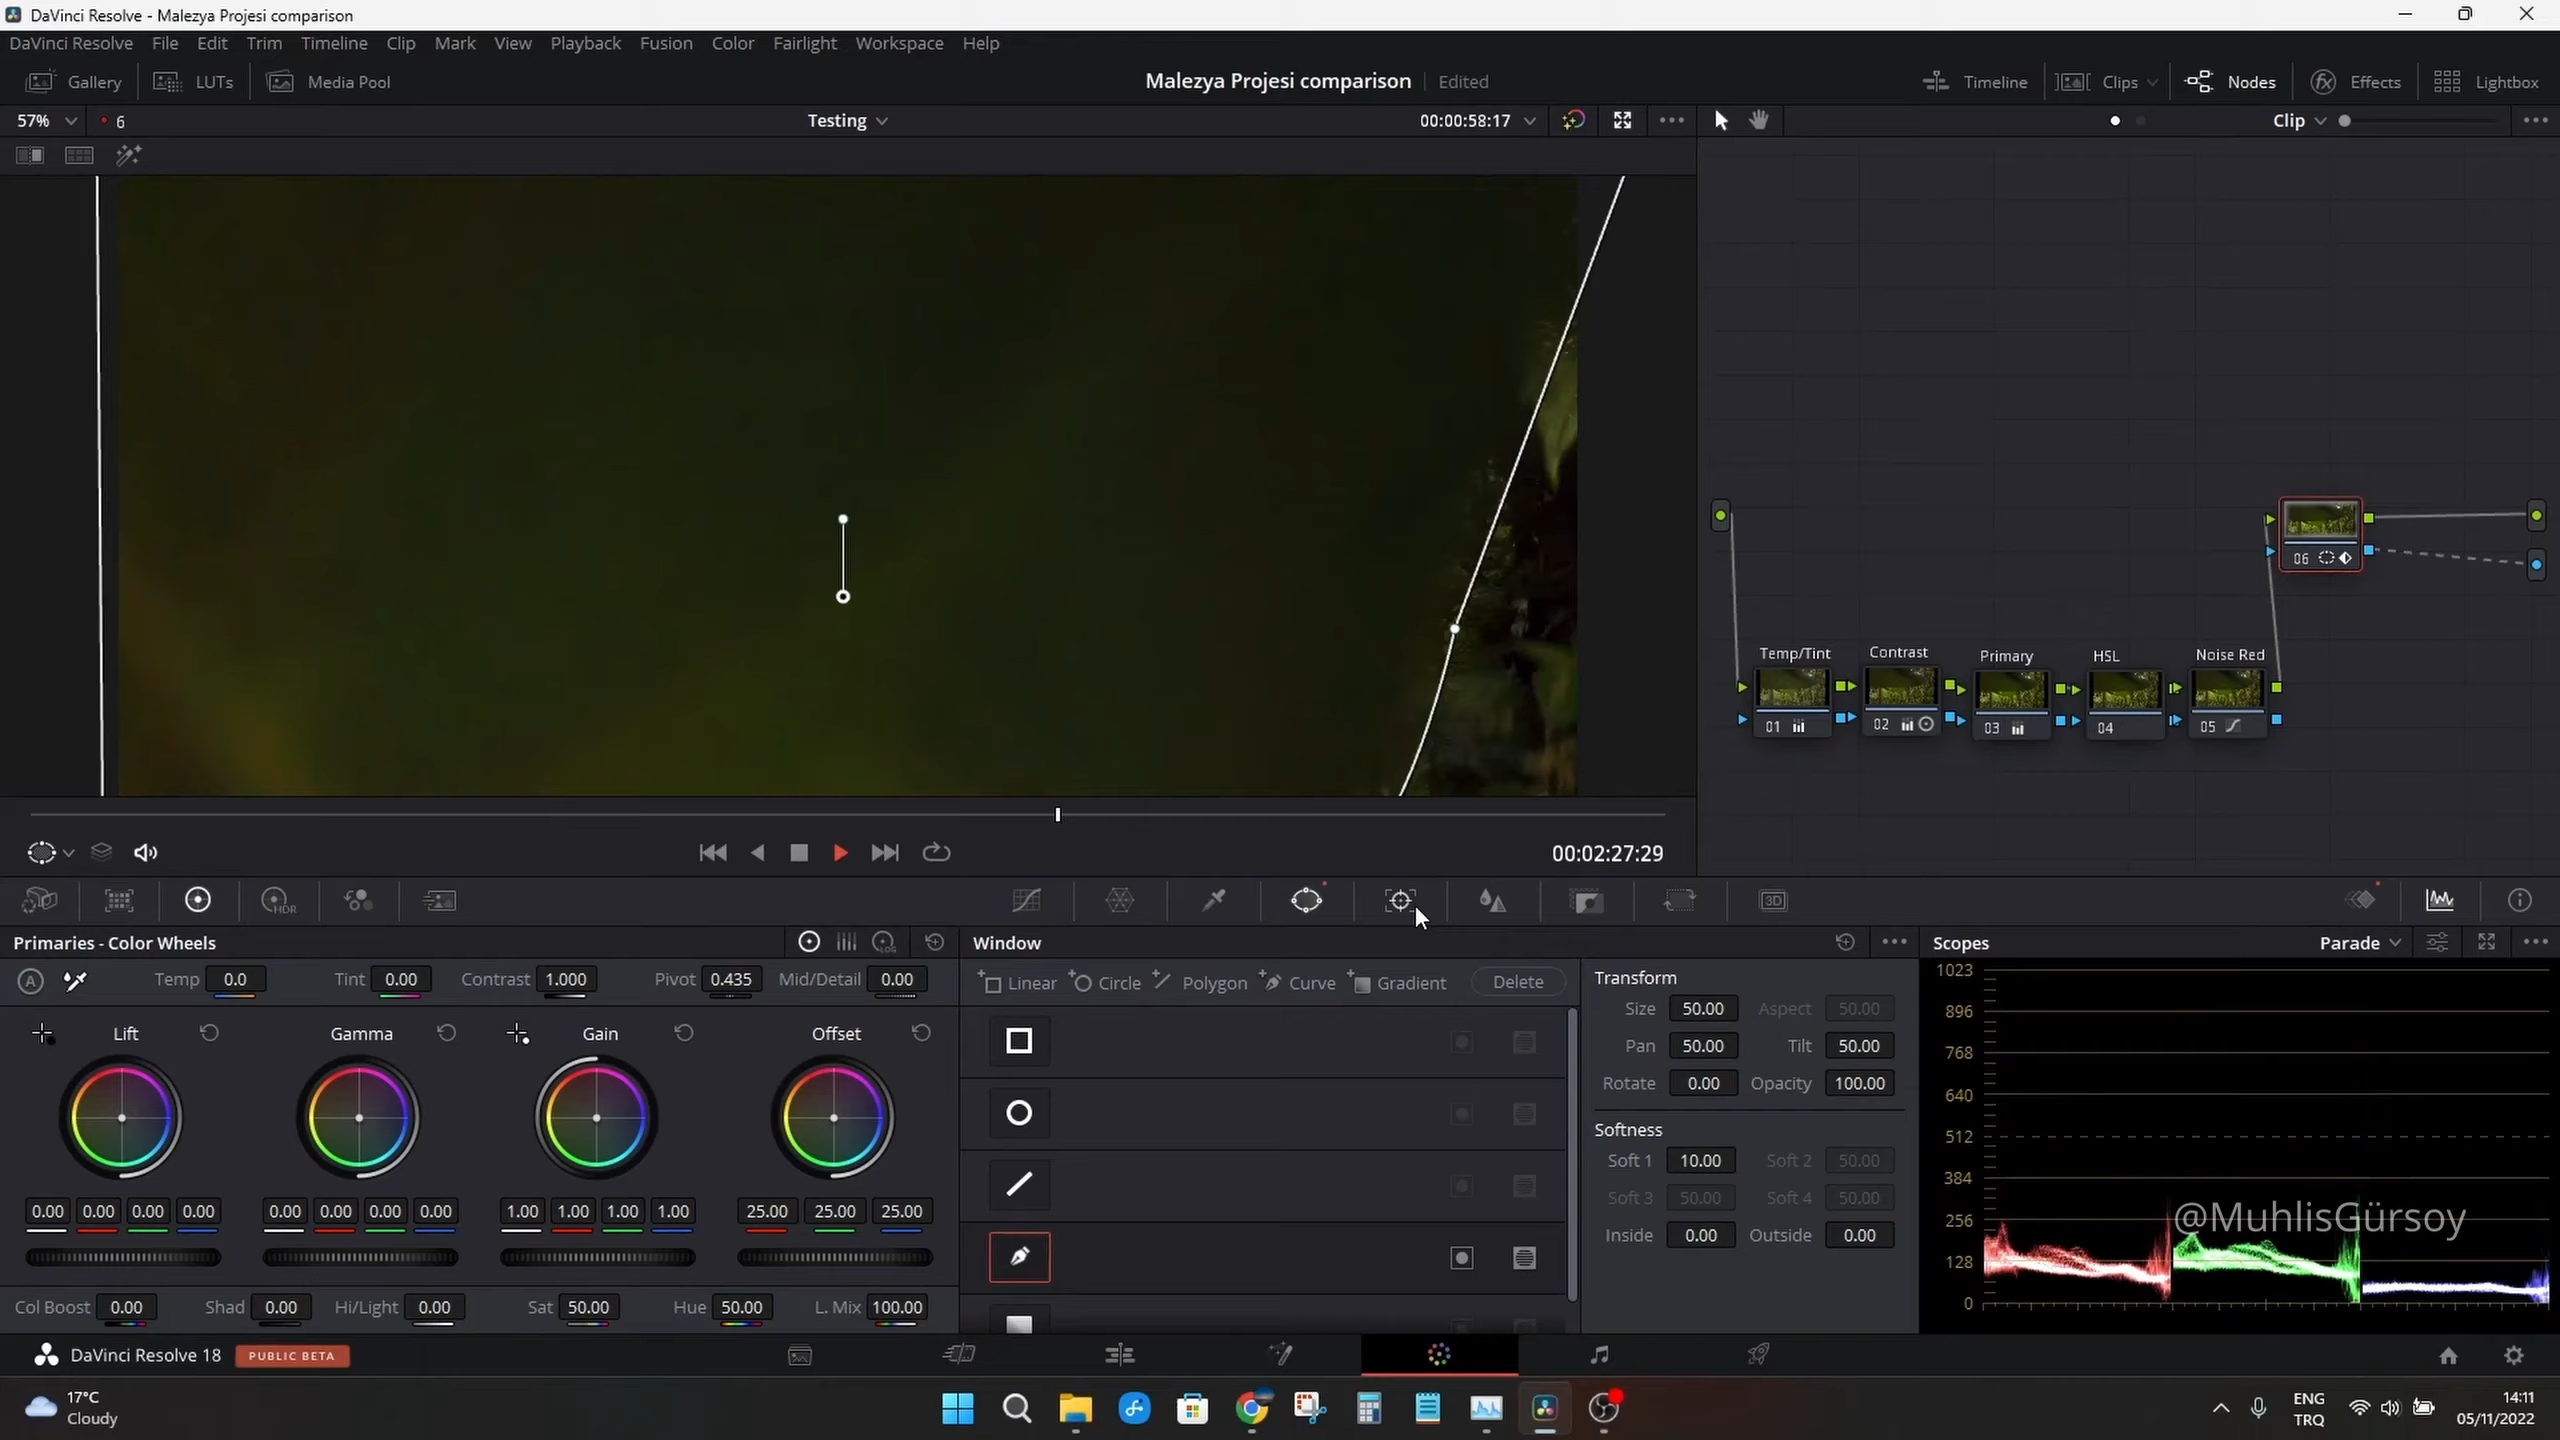 DaVinci Resolve - Malezya Projesi comparison
DaVinci Resolve File Edit Trim Timeline Clip Mark View Playback Fusion Color Fairlight Workspace Help
Gallery LUTs Media Pool Malezya Projesi comparison Edited Timeline Clips Nodes Effects Lightbox
57% 6 Testing 00:00:58:17 Clip
Temp/Tint Contrast Primary HSL Noise Red
01 02 03 04 05 06
00:02:27:29
HDR 3D
Primaries - Color Wheels LOG Window Scopes Parade
A Temp 0.0 Tint 0.00 Contrast 1.000 Pivot 0.435 Mid/Detail 0.00
Linear Circle Polygon Curve Gradient Delete
Lift Gamma Gain Offset
0.00 0.00 0.00 0.00 0.00 0.00 0.00 0.00 1.00 1.00 1.00 1.00 25.00 25.00 25.00
Col Boost 0.00 Shad 0.00 Hi/Light 0.00 Sat 50.00 Hue 50.00 L. Mix 100.00
Transform
Size 50.00 Aspect 50.00
Pan 50.00 Tilt 50.00
Rotate 0.00 Opacity 100.00
Softness
Soft 1 10.00 Soft 2 50.00
Soft 3 50.00 Soft 4 50.00
Inside 0.00 Outside 0.00
1023
896
768
640
512
384
256
128
0
@MuhlisGürsoy
DaVinci Resolve 18 PUBLIC BETA
17°C
Cloudy
ENG
TRQ
14:11
05/11/2022